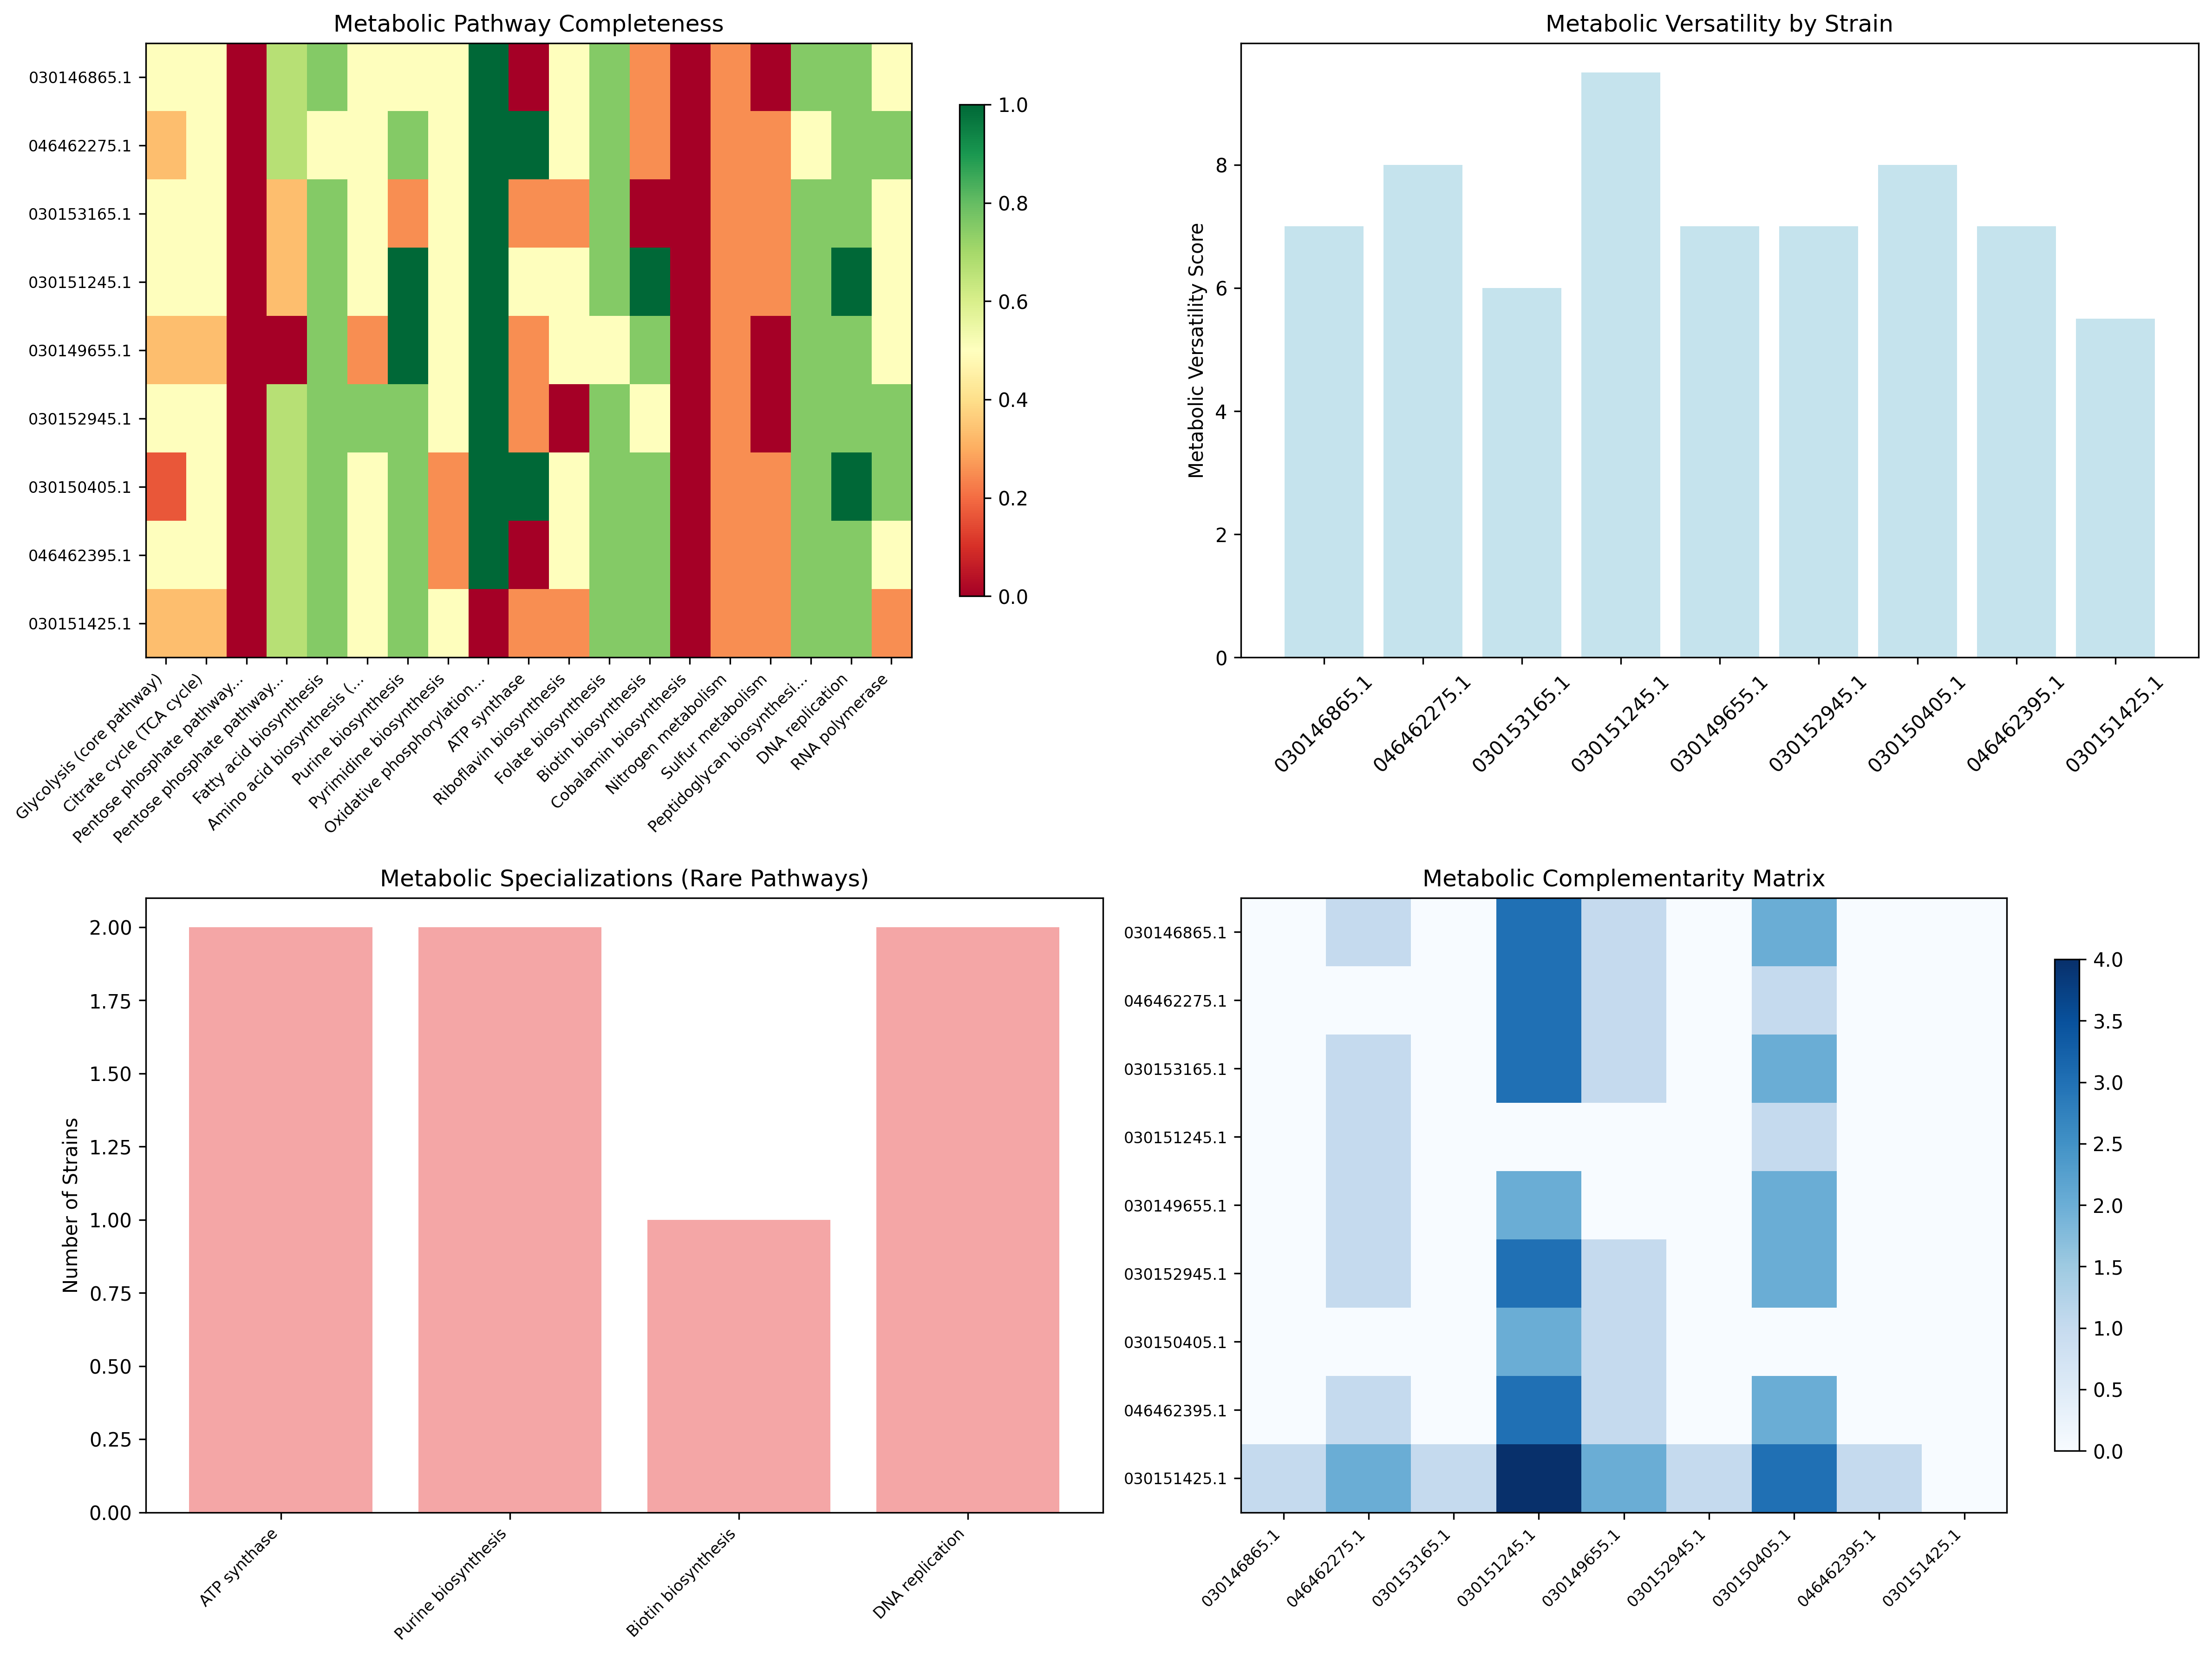 Metabolic Pathway Completeness
030146865.1
046462275.1
030153165.1
030151245.1
030149655.1
030152945.1
030150405.1
046462395.1
030151425.1
Glycolysis (core pathway)
Citrate cycle (TCA cycle)
Pentose phosphate pathway...
Pentose phosphate pathway...
Fatty acid biosynthesis
Amino acid biosynthesis (...
Purine biosynthesis
Pyrimidine biosynthesis
Oxidative phosphorylation...
ATP synthase
Riboflavin biosynthesis
Folate biosynthesis
Biotin biosynthesis
Cobalamin biosynthesis
Nitrogen metabolism
Sulfur metabolism
Peptidoglycan biosynthesi...
DNA replication
RNA polymerase
1.0
0.8
0.6
0.4
0.2
0.0
Metabolic Versatility by Strain
Metabolic Versatility Score
8
6
4
2
0
030146865.1
046462275.1
030153165.1
030151245.1
030149655.1
030152945.1
030150405.1
046462395.1
030151425.1
Metabolic Specializations (Rare Pathways)
Number of Strains
2.00
1.75
1.50
1.25
1.00
0.75
0.50
0.25
0.00
ATP synthase
Purine biosynthesis
Biotin biosynthesis
DNA replication
Metabolic Complementarity Matrix
030146865.1
046462275.1
030153165.1
030151245.1
030149655.1
030152945.1
030150405.1
046462395.1
030151425.1
030146865.1
046462275.1
030153165.1
030151245.1
030149655.1
030152945.1
030150405.1
046462395.1
030151425.1
4.0
3.5
3.0
2.5
2.0
1.5
1.0
0.5
0.0